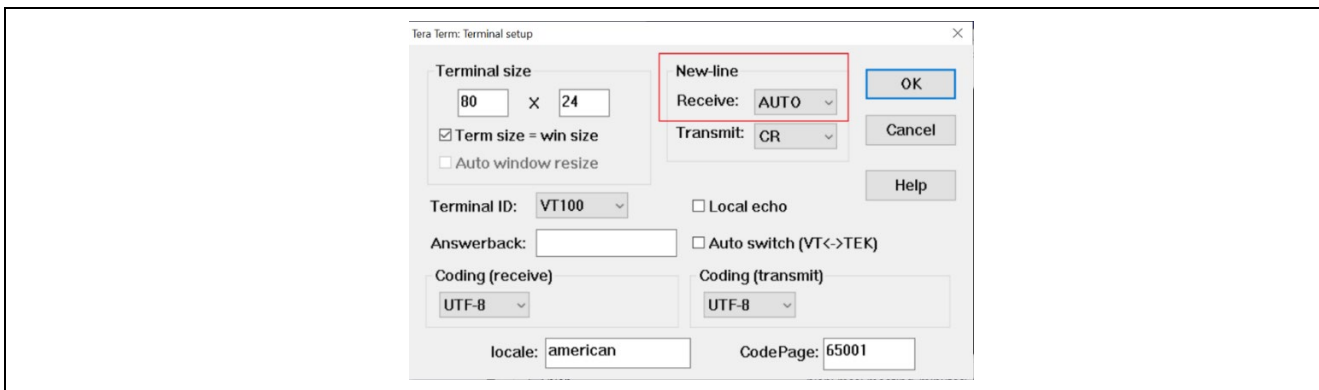 Tera Term: Terminal setup
Terminal size
80 X 24
Term size = win size
Auto window resize
New-line
Receive: AUTO
Transmit: CR
OK
Cancel
Help
Terminal ID: VT100
Local echo
Answerback:
Auto switch (VT<->TEK)
Coding (receive)
UTF-8
Coding (transmit)
UTF-8
locale: american
CodePage: 65001